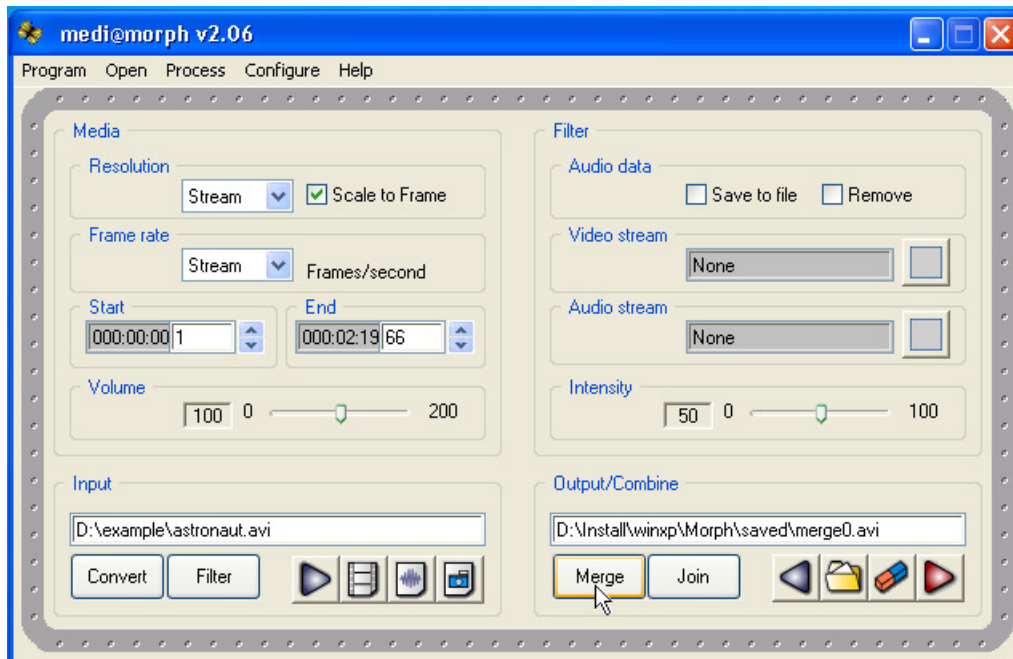 medi@morph v2.06
Program Open Process Configure Help
Media
Resolution
Stream Scale to Frame
Frame rate
Stream Frames/second
Start End
000:00:00 1 000:02:19 66
Volume
100 0 200
Filter
Audio data
Save to file Remove
Video stream
None
Audio stream
None
Intensity
50 0 100
Input
D:\example\astronaut.avi
Convert Filter
Output/Combine
D:\Install\winxp\Morph\saved\merge0.avi
Merge Join